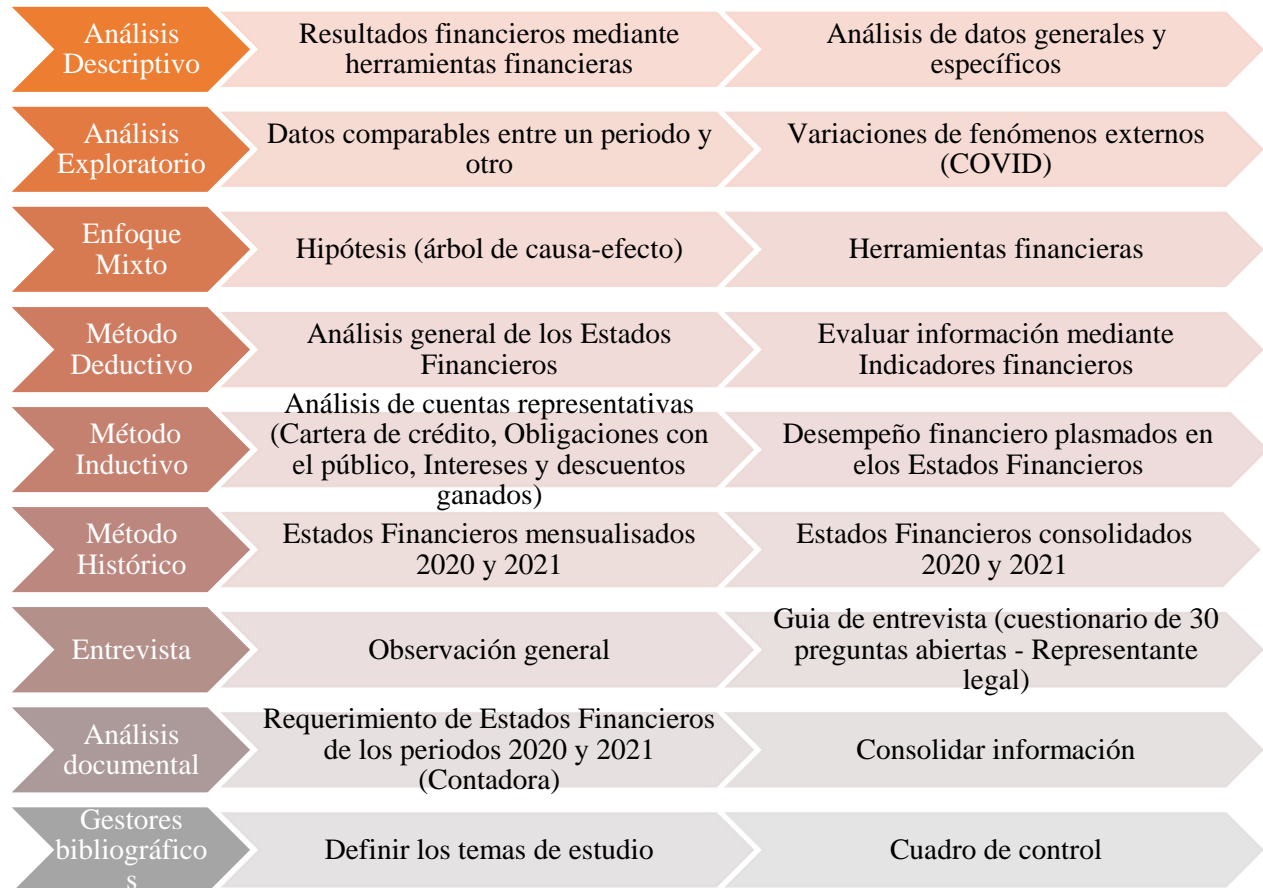 Análisis
Descriptivo
Resultados financieros mediante
herramientas financieras
Análisis de datos generales y
específicos
Análisis
Exploratorio
Datos comparables entre un periodo y
otro
Variaciones de fenómenos externos
(COVID)
Enfoque
Mixto
Hipótesis (árbol de causa-efecto)
Herramientas financieras
Método
Deductivo
Análisis general de los Estados
Financieros
Evaluar información mediante
Indicadores financieros
Método
Inductivo
Análisis de cuentas representativas
(Cartera de crédito, Obligaciones con
el público, Intereses y descuentos
ganados)
Desempeño financiero plasmados en
elos Estados Financieros
Método
Histórico
Estados Financieros mensualisados
2020 y 2021
Estados Financieros consolidados
2020 y 2021
Entrevista
Observación general
Guia de entrevista (cuestionario de 30
preguntas abiertas - Representante
legal)
Análisis
documental
Requerimiento de Estados Financieros
de los periodos 2020 y 2021
(Contadora)
Consolidar información
Gestores
bibliográfico
s
Definir los temas de estudio
Cuadro de control